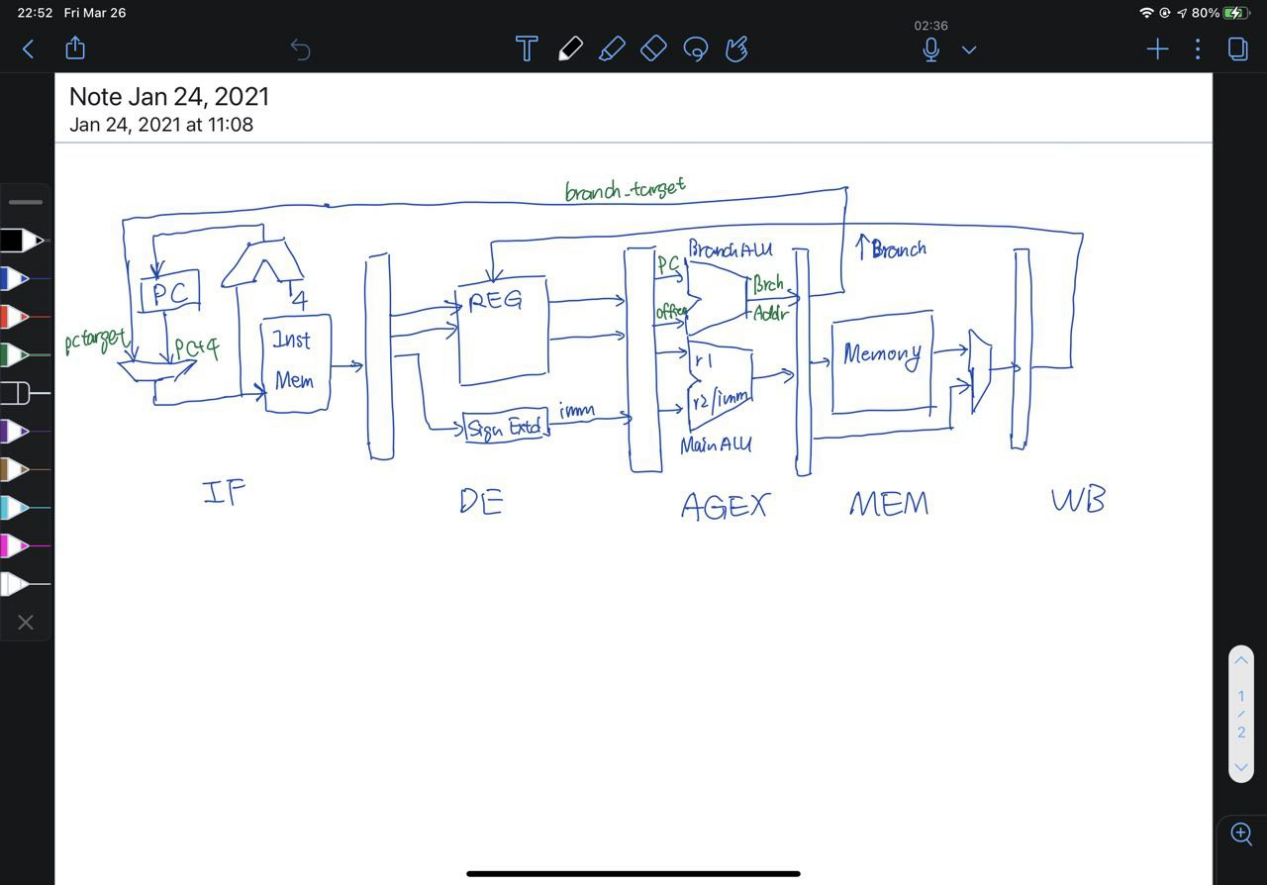 22:52 Fri Mar 26
80%
02:36
Note Jan 24, 2021
Jan 24, 2021 at 11:08
branch_target
↑Branch
BranchALU
PC
PC
REG
Brch
Addr
offset
4
pctarget
PC+4
Inst
Mem
r1
r2/imm
Memory
imm
Sign Extd
MainALU
IF
DE
AGEX
MEM
WB
1
/
2